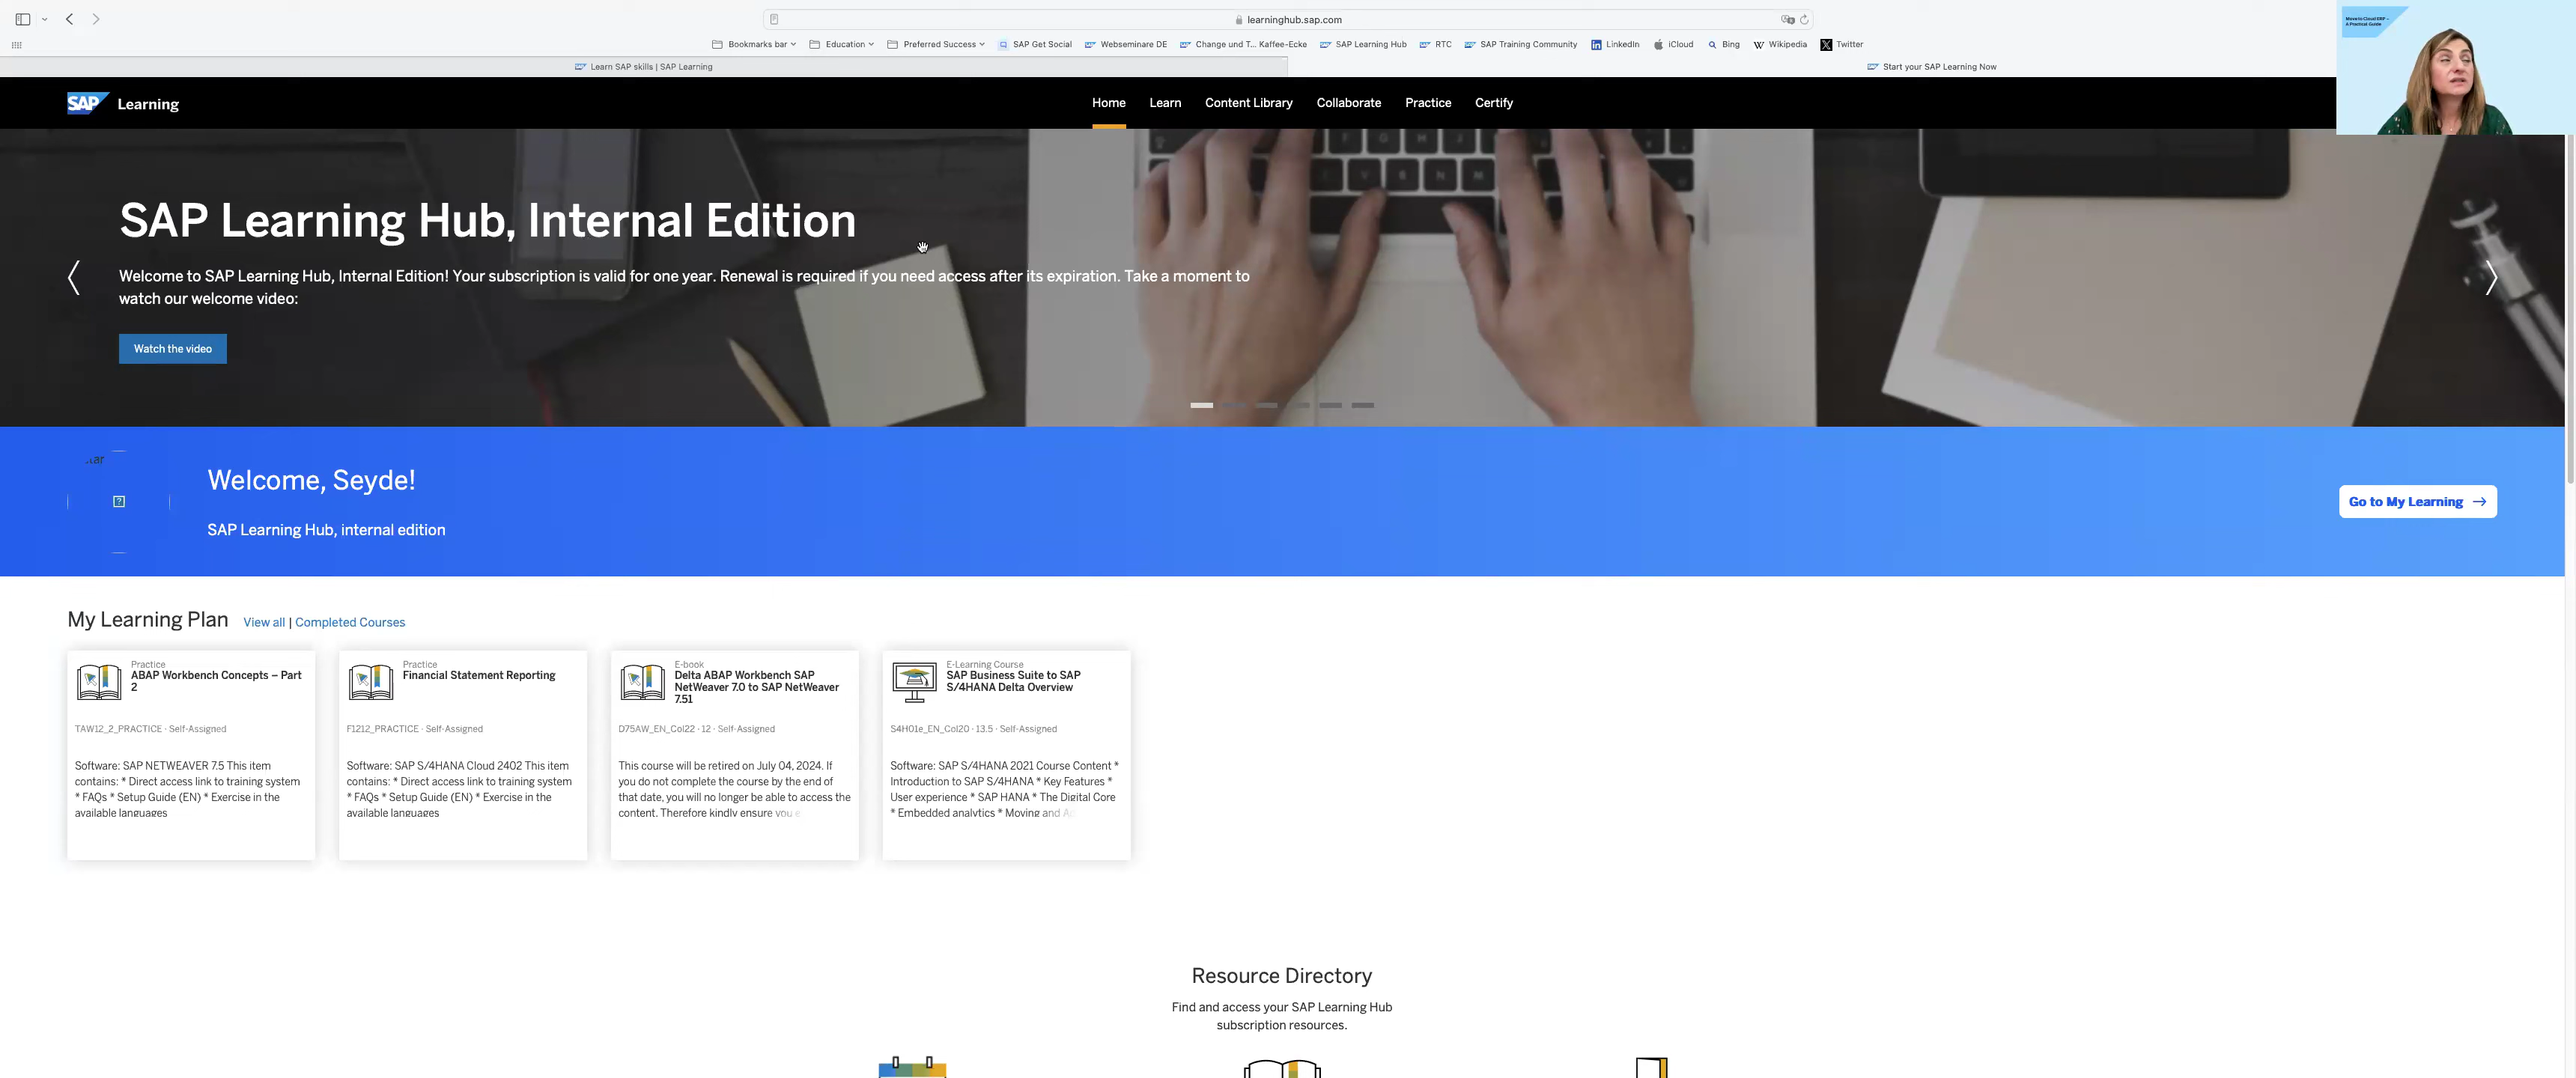 learninghub.sap.com
Bookmarks bar
Education
Preferred Success
SAP Get Social
Webseminare DE
Change und T... Kaffee-Ecke
SAP Learning Hub
RTC
SAP Training Community
LinkedIn
iCloud
Bing
Wikipedia
Twitter
Learn SAP skills | SAP Learning
Start your SAP Learning Now
Move to Cloud ERP –
A Practical Guide
SAP Learning
Home
Learn
Content Library
Collaborate
Practice
Certify
SAP Learning Hub, Internal Edition
Welcome to SAP Learning Hub, Internal Edition! Your subscription is valid for one year. Renewal is required if you need access after its expiration. Take a moment to
watch our welcome video:
Watch the video
Welcome, Seyde!
SAP Learning Hub, internal edition
Go to My Learning
My Learning Plan
View all | Completed Courses
Practice
ABAP Workbench Concepts – Part
2
TAW12_2_PRACTICE · Self-Assigned
Software: SAP NETWEAVER 7.5 This item
contains: * Direct access link to training system
* FAQs * Setup Guide (EN) * Exercise in the
available languages
Practice
Financial Statement Reporting
F1212_PRACTICE · Self-Assigned
Software: SAP S/4HANA Cloud 2402 This item
contains: * Direct access link to training system
* FAQs * Setup Guide (EN) * Exercise in the
available languages
E-book
Delta ABAP Workbench SAP
NetWeaver 7.0 to SAP NetWeaver
7.51
D75AW_EN_Col22 · 12 · Self-Assigned
This course will be retired on July 04, 2024. If
you do not complete the course by the end of
that date, you will no longer be able to access the
content. Therefore kindly ensure you e
E-Learning Course
SAP Business Suite to SAP
S/4HANA Delta Overview
S4H01e_EN_Col20 · 13.5 · Self-Assigned
Software: SAP S/4HANA 2021 Course Content *
Introduction to SAP S/4HANA * Key Features *
User experience * SAP HANA * The Digital Core
* Embedded analytics * Moving and A
Resource Directory
Find and access your SAP Learning Hub
subscription resources.